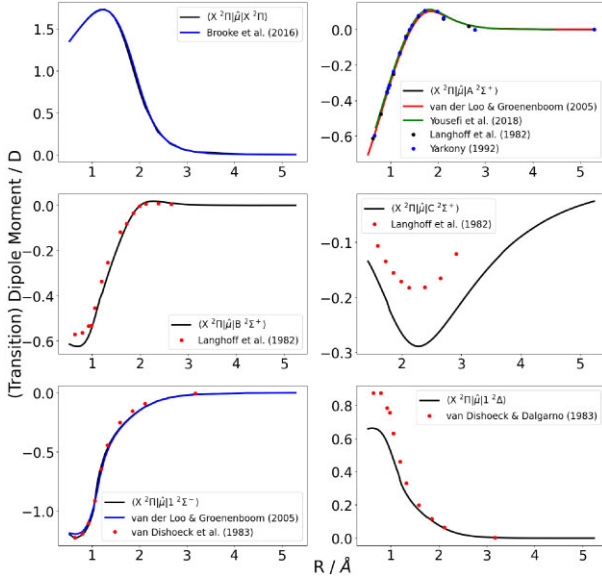 (Transition) Dipole Moment / D
1.5
1.0
0.5
0.0
⟨X ²Π|μ̂|X ²Π⟩
Brooke et al. (2016)
1 2 3 4 5
0.0
−0.2
−0.4
−0.6
⟨X ²Π|μ̂|A ²Σ⁺⟩
van der Loo & Groenenboom (2005)
Yousefi et al. (2018)
Langhoff et al. (1982)
Yarkony (1992)
1 2 3 4 5
0.0
−0.2
−0.4
−0.6
⟨X ²Π|μ̂|B ²Σ⁺⟩
Langhoff et al. (1982)
1 2 3 4 5
−0.1
−0.2
−0.3
⟨X ²Π|μ̂|C ²Σ⁺⟩
Langhoff et al. (1982)
2 3 4 5
0.0
−0.5
−1.0
⟨X ²Π|μ̂|1 ²Σ⁻⟩
van der Loo & Groenenboom (2005)
van Dishoeck et al. (1983)
1 2 3 4 5
0.8
0.6
0.4
0.2
0.0
⟨X ²Π|μ̂|1 ²Δ⟩
van Dishoeck & Dalgarno (1983)
1 2 3 4 5
R / Å